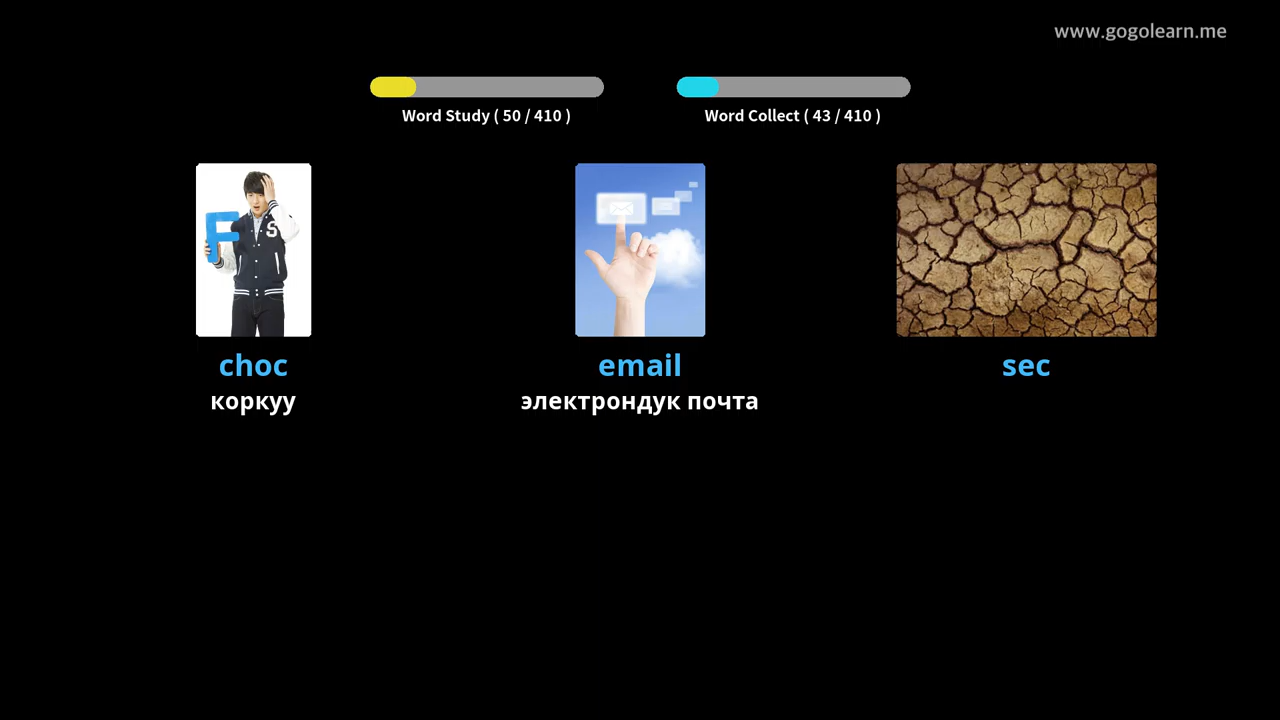 www.gogolearn.me
Word Study ( 50 / 410 )
Word Collect ( 43 / 410 )
F
S
choc
email
sec
коркуу
электрондук почта